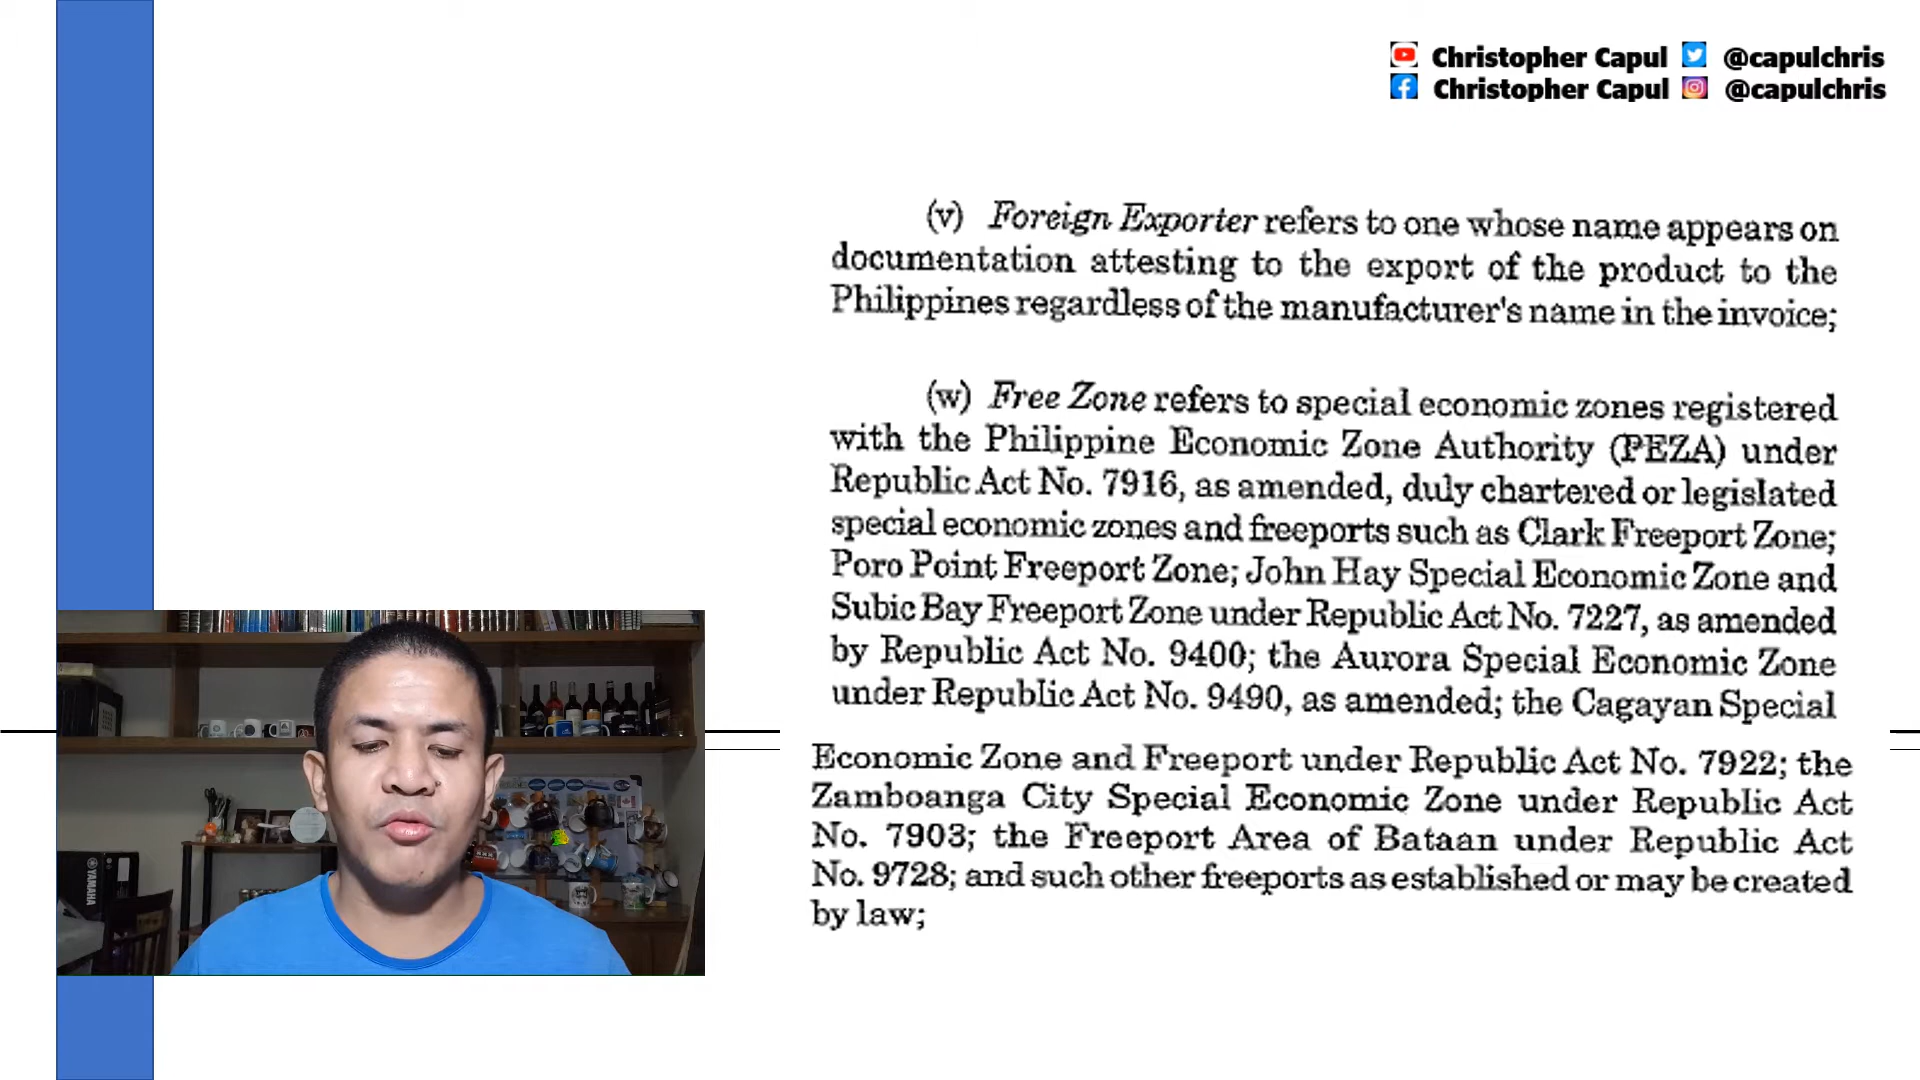 Christopher Capul @capulchris
Christopher Capul @capulchris
(v) Foreign Exporter refers to one whose name appears on
documentation attesting to the export of the product to the
Philippines regardless of the manufacturer's name in the invoice;
(w) Free Zone refers to special economic zones registered
with the Philippine Economic Zone Authority (PEZA) under
Republic Act No. 7916, as amended, duly chartered or legislated
special economic zones and freeports such as Clark Freeport Zone;
Poro Point Freeport Zone; John Hay Special Economic Zone and
Subic Bay Freeport Zone under Republic Act No. 7227, as amended
by Republic Act No. 9400; the Aurora Special Economic Zone
under Republic Act No. 9490, as amended; the Cagayan Special
Economic Zone and Freeport under Republic Act No. 7922; the
Zamboanga City Special Economic Zone under Republic Act
No. 7903; the Freeport Area of Bataan under Republic Act
No. 9728; and such other freeports as established or may be created
by law;
YAMAHA